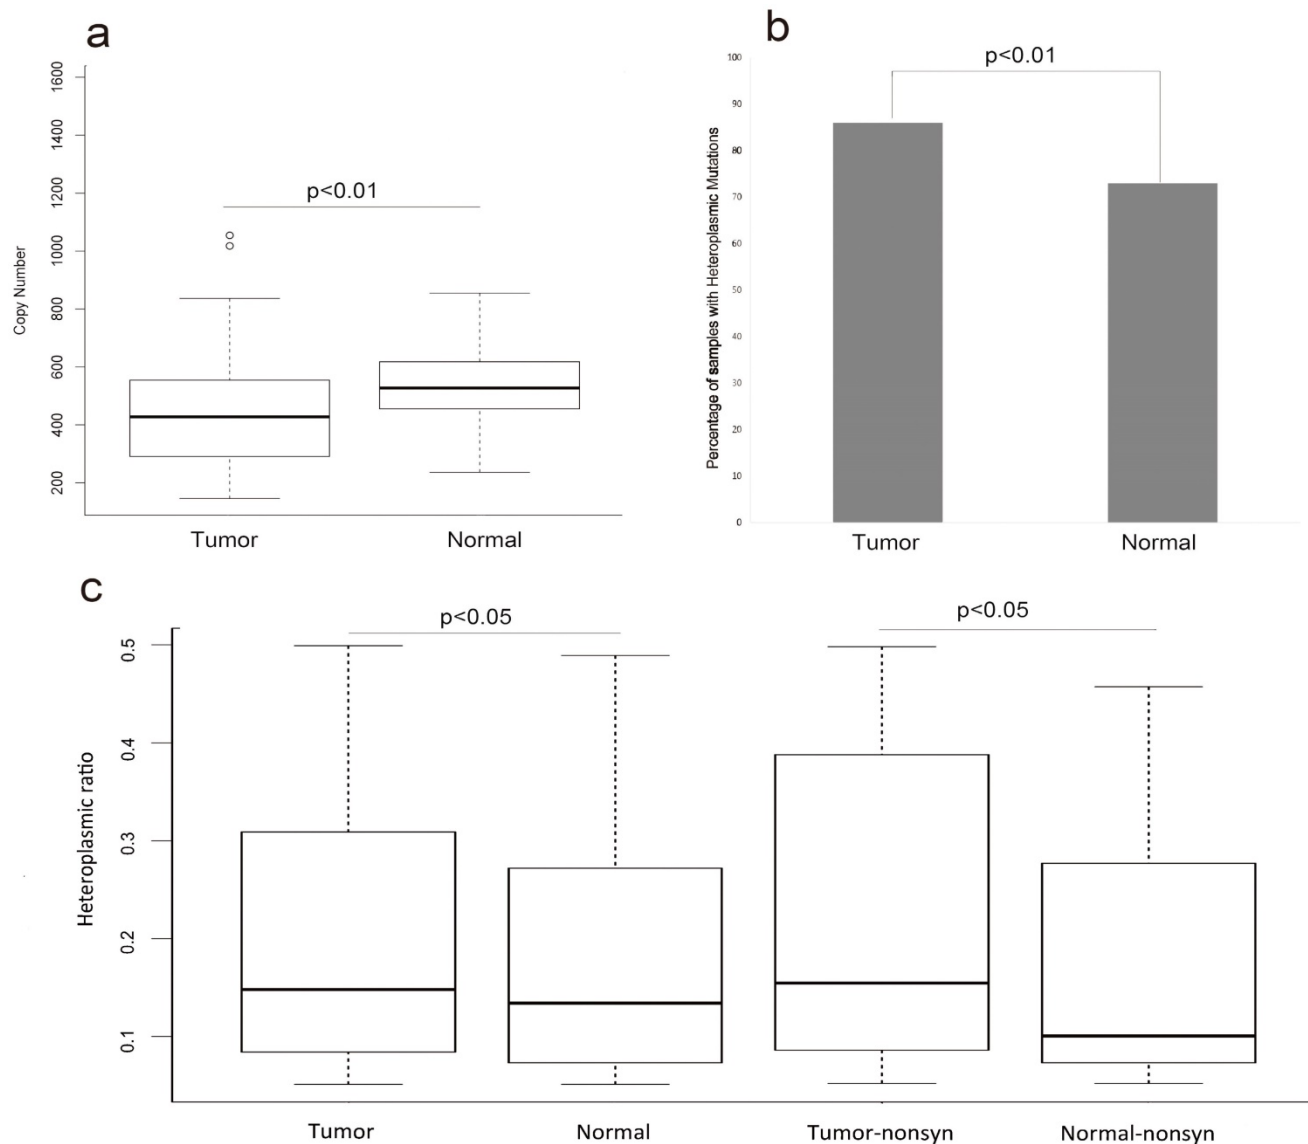 a
1600
1400
1200
1000
800
600
400
200
Copy Number
p<0.01
Tumor
Normal
b
100
90
80
70
60
50
40
30
20
10
0
Percentage of samples with Heteroplasmic Mutations
p<0.01
Tumor
Normal
c
0.5
0.4
0.3
0.2
0.1
Heteroplasmic ratio
p<0.05
p<0.05
Tumor
Normal
Tumor-nonsyn
Normal-nonsyn